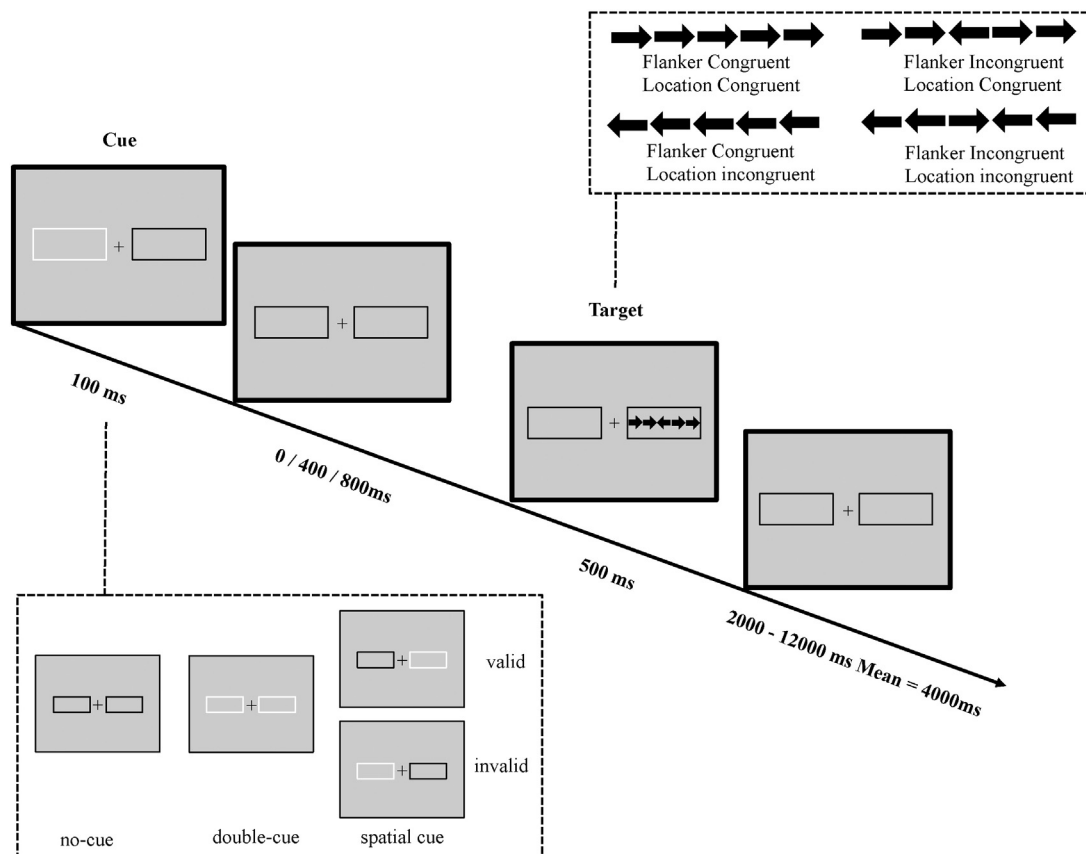 Flanker Congruent
Location Congruent
Flanker Incongruent
Location Congruent
Flanker Congruent
Location incongruent
Flanker Incongruent
Location incongruent
Cue
+
+
Target
+
+
100 ms
0 / 400 / 800ms
500 ms
2000 - 12000 ms Mean = 4000ms
+
valid
+
+
+
invalid
no-cue
double-cue
spatial cue